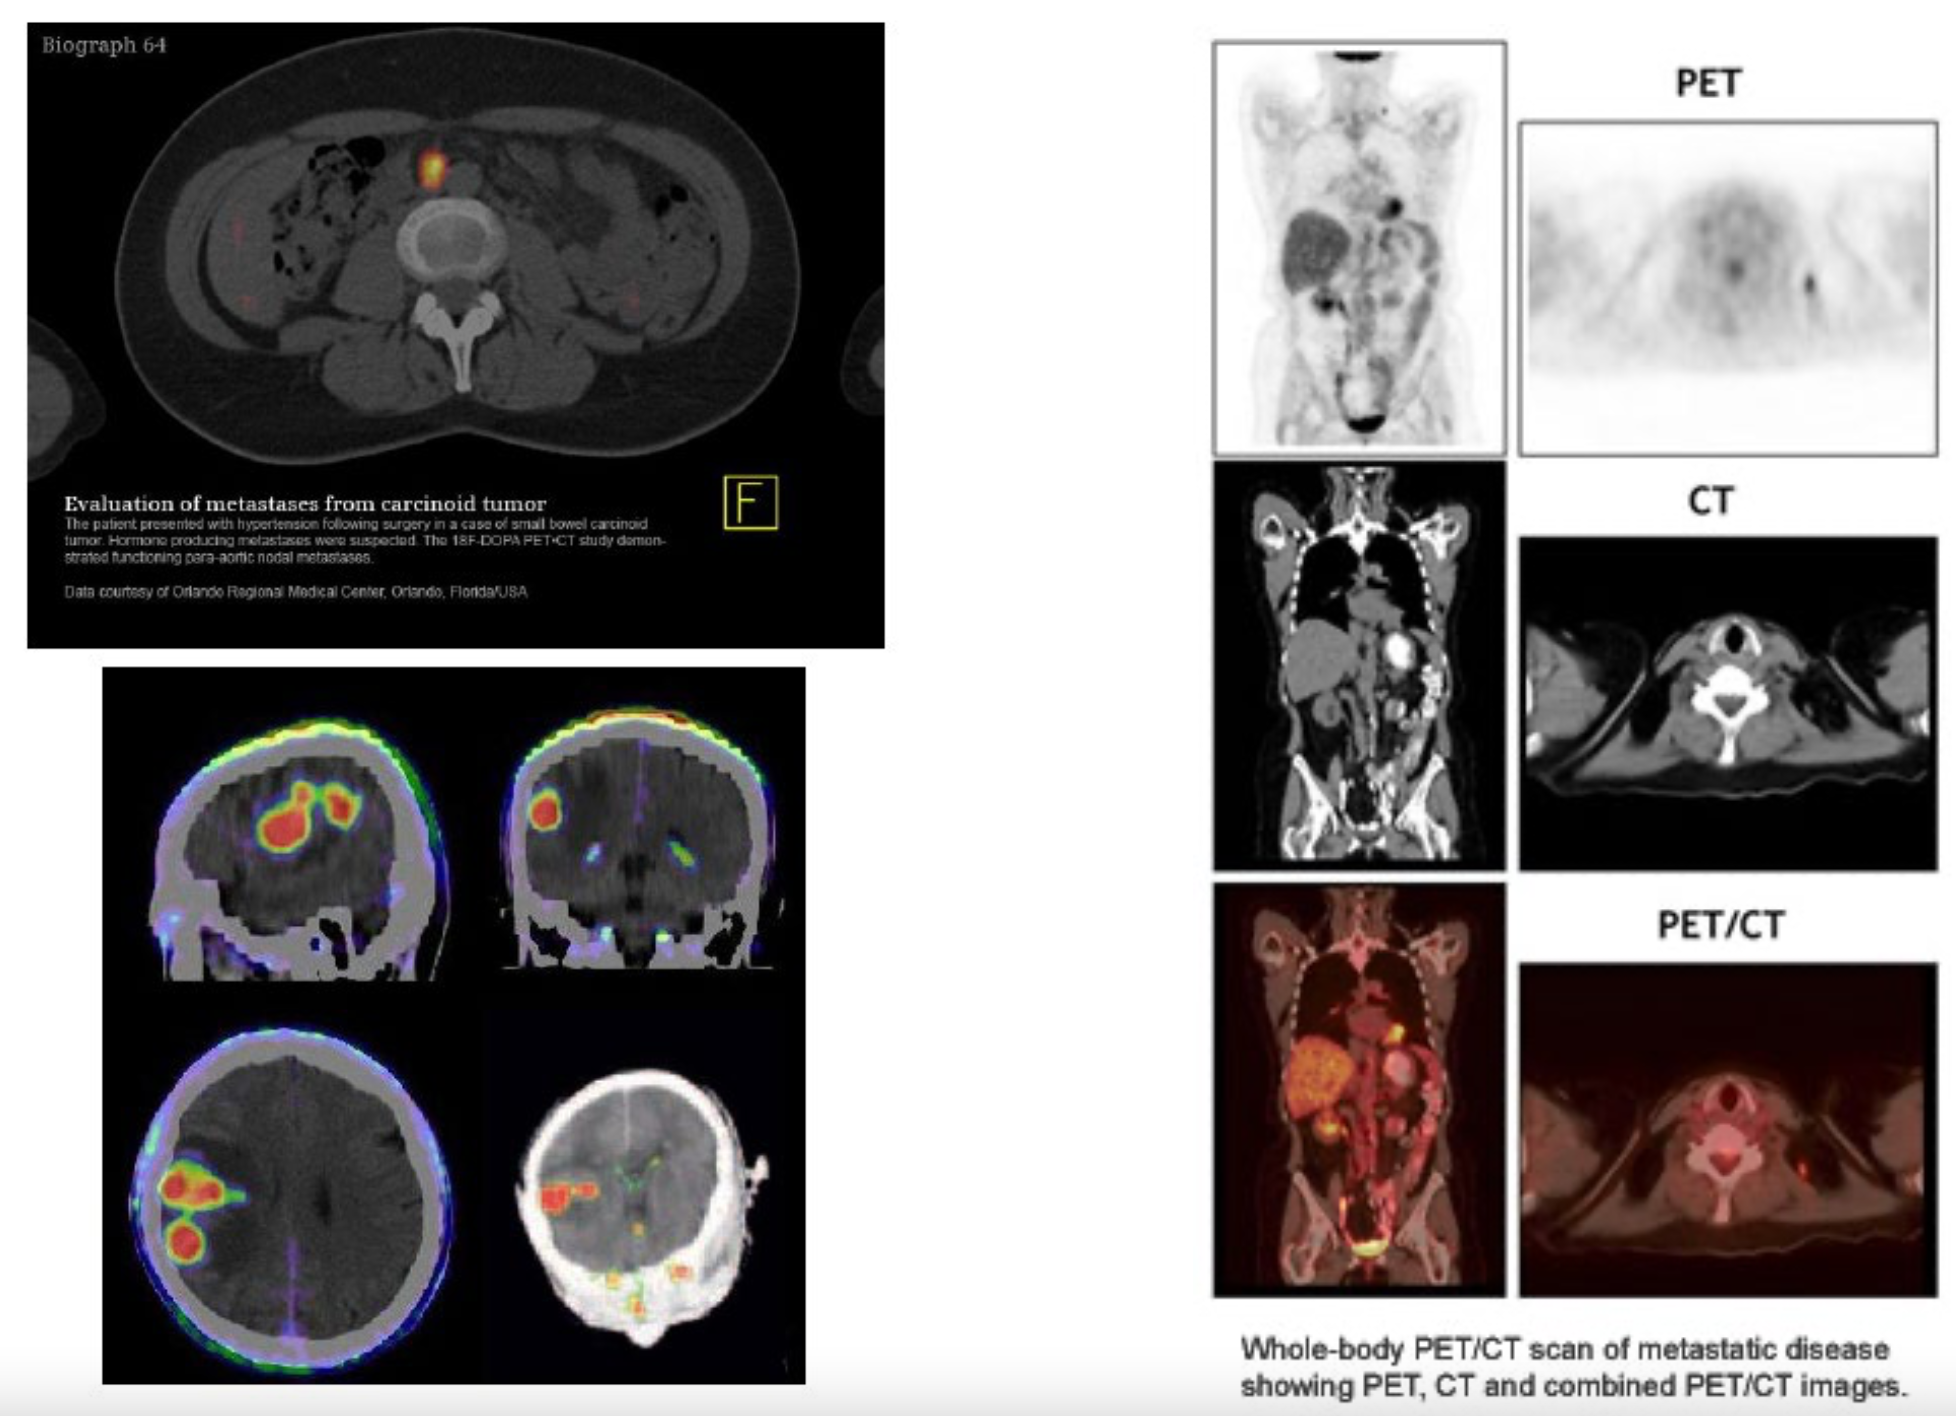 Biograph 64
Evaluation of metastases from carcinoid tumor
The patient presented with hypertension following surgery in a case of small bowel carcinoid
tumor. Hormone producing metastases were suspected. The 18F-DOPA PET•CT study demon-
strated functioning para-aortic nodal metastases.
F
Data courtesy of Orlando Regional Medical Center, Orlando, Florida/USA
PET
CT
PET/CT
Whole-body PET/CT scan of metastatic disease
showing PET, CT and combined PET/CT images.